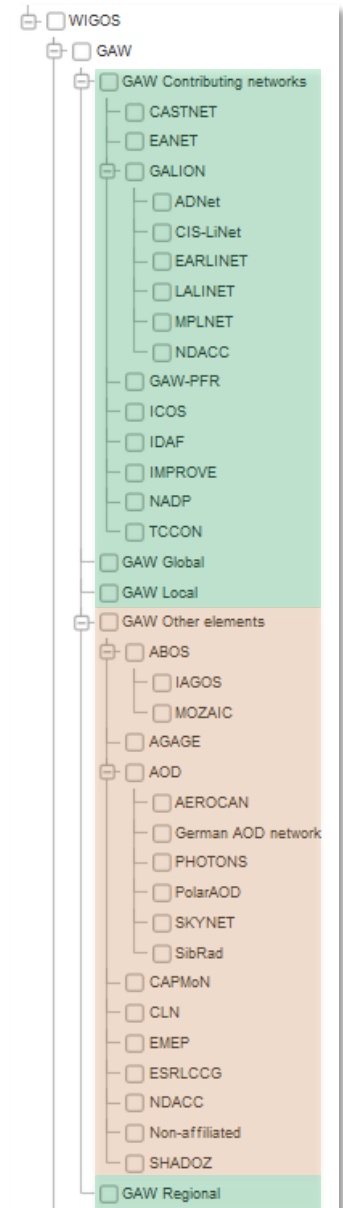 WIGOS
GAW
GAW Contributing networks
CASTNET
EANET
GALION
ADNet
CIS-LiNet
EARLINET
LALINET
MPLNET
NDACC
GAW-PFR
ICOS
IDAF
IMPROVE
NADP
TCCON
GAW Global
GAW Local
GAW Other elements
ABOS
IAGOS
MOZAIC
AGAGE
AOD
AEROCAN
German AOD network
PHOTONS
PolarAOD
SKYNET
SibRad
CAPMoN
CLN
EMEP
ESRLCCG
NDACC
Non-affiliated
SHADOZ
GAW Regional